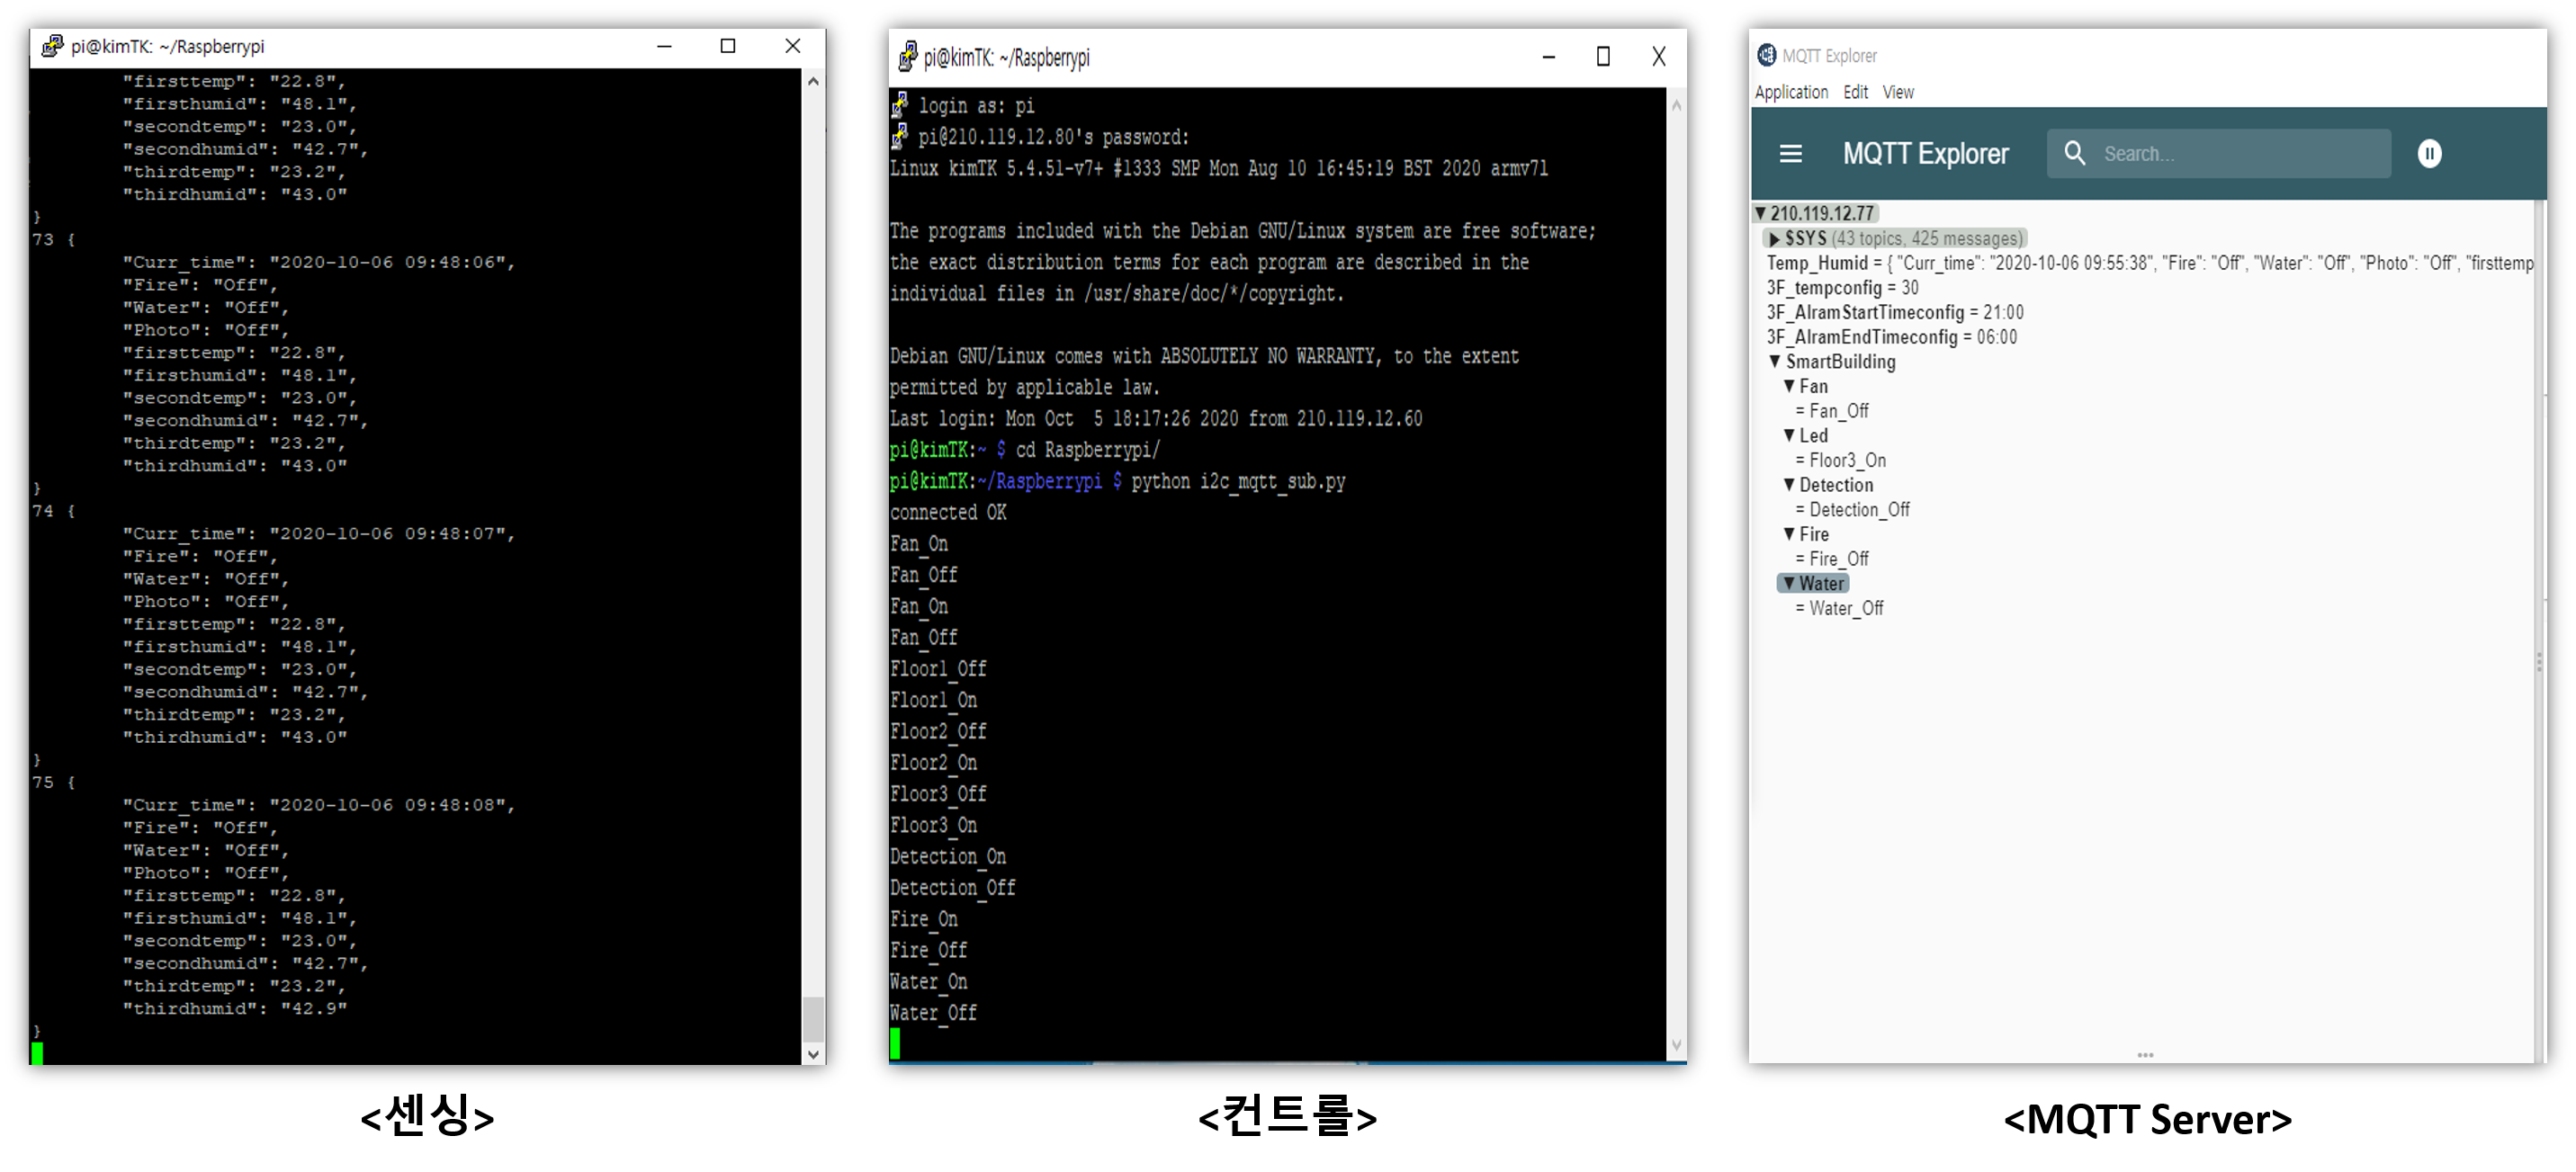 pi@kimTK: ~/Raspberrypi
"firsttemp": "22.8",
"firsthumid": "48.1",
"secondtemp": "23.0",
"secondhumid": "42.7",
"thirdtemp": "23.2",
"thirdhumid": "43.0"
}
73 {
"Curr_time": "2020-10-06 09:48:06",
"Fire": "Off",
"Water": "Off",
"Photo": "Off",
"firsttemp": "22.8",
"firsthumid": "48.1",
"secondtemp": "23.0",
"secondhumid": "42.7",
"thirdtemp": "23.2",
"thirdhumid": "43.0"
}
74 {
"Curr_time": "2020-10-06 09:48:07",
"Fire": "Off",
"Water": "Off",
"Photo": "Off",
"firsttemp": "22.8",
"firsthumid": "48.1",
"secondtemp": "23.0",
"secondhumid": "42.7",
"thirdtemp": "23.2",
"thirdhumid": "43.0"
}
75 {
"Curr_time": "2020-10-06 09:48:08",
"Fire": "Off",
"Water": "Off",
"Photo": "Off",
"firsttemp": "22.8",
"firsthumid": "48.1",
"secondtemp": "23.0",
"secondhumid": "42.7",
"thirdtemp": "23.2",
"thirdhumid": "42.9"
}
<센싱>
pi@kimTK: ~/Raspberrypi
login as: pi
pi@210.119.12.80's password:
Linux kimTK 5.4.51-v7+ #1333 SMP Mon Aug 10 16:45:19 BST 2020 armv7l
The programs included with the Debian GNU/Linux system are free software;
the exact distribution terms for each program are described in the
individual files in /usr/share/doc/*/copyright.
Debian GNU/Linux comes with ABSOLUTELY NO WARRANTY, to the extent
permitted by applicable law.
Last login: Mon Oct  5 18:17:26 2020 from 210.119.12.60
pi@kimTK:~ $ cd Raspberrypi/
pi@kimTK:~/Raspberrypi $ python i2c_mqtt_sub.py
connected OK
Fan_On
Fan_Off
Fan_On
Fan_Off
Floor1_Off
Floor1_On
Floor2_Off
Floor2_On
Floor3_Off
Floor3_On
Detection_On
Detection_Off
Fire_On
Fire_Off
Water_On
Water_Off
<컨트롤>
MQTT Explorer
Application Edit View
MQTT Explorer Search...
▼ 210.119.12.77
▶ $SYS (43 topics, 425 messages)
Temp_Humid = { "Curr_time": "2020-10-06 09:55:38", "Fire": "Off", "Water": "Off", "Photo": "Off", "firsttemp
3F_tempconfig = 30
3F_AlramStartTimeconfig = 21:00
3F_AlramEndTimeconfig = 06:00
▼ SmartBuilding
▼ Fan
= Fan_Off
▼ Led
= Floor3_On
▼ Detection
= Detection_Off
▼ Fire
= Fire_Off
▼ Water
= Water_Off
<MQTT Server>